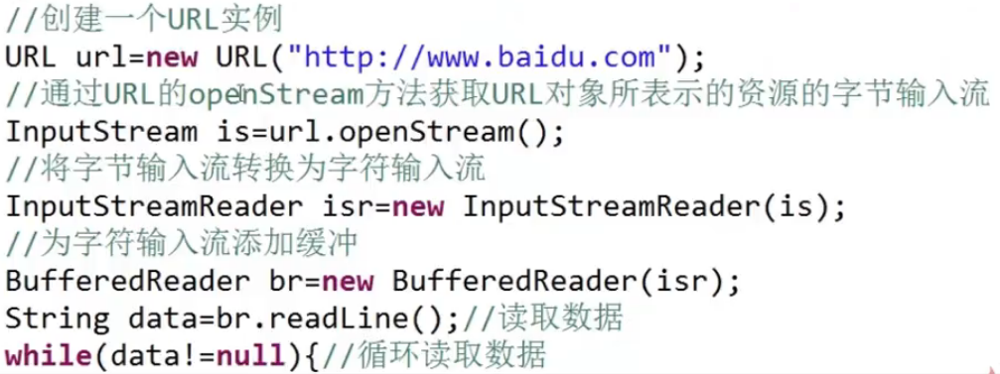 //创建一个URL实例
URL url=new URL("http://www.baidu.com");
//通过URL的openStream方法获取URL对象所表示的资源的字节输入流
InputStream is=url.openStream();
//将字节输入流转换为字符输入流
InputStreamReader isr=new InputStreamReader(is);
//为字符输入流添加缓冲
BufferedReader br=new BufferedReader(isr);
String data=br.readLine();//读取数据
while(data!=null){//循环读取数据